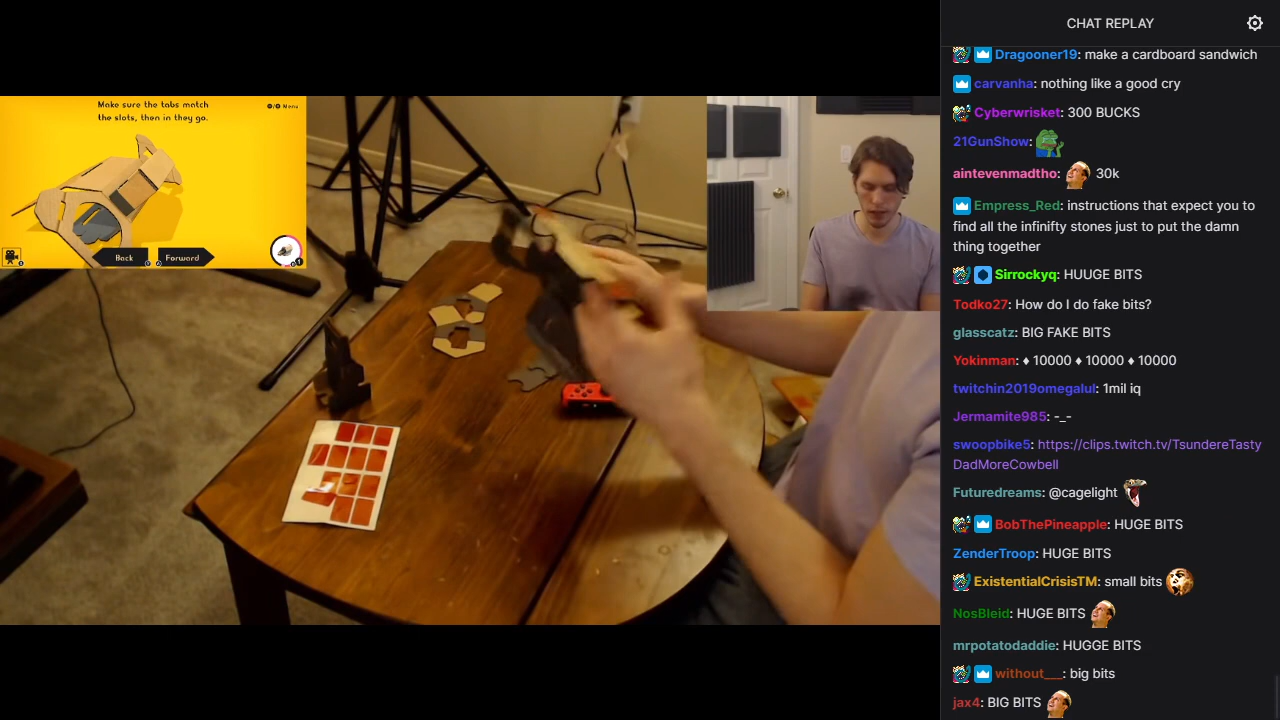 Make sure the tabs match
the slots, then in they go.
Menu
Back
Forward
CHAT REPLAY
Dragooner19: make a cardboard sandwich
carvanha: nothing like a good cry
Cyberwrisket: 300 BUCKS
21GunShow:
aintevenmadtho: 30k
Empress_Red: instructions that expect you to
find all the infinifty stones just to put the damn
thing together
Sirrockyq: HUUGE BITS
Todko27: How do I do fake bits?
glasscatz: BIG FAKE BITS
Yokinman: ♦ 10000 ♦ 10000 ♦ 10000
twitchin2019omegalul: 1mil iq
Jermamite985: -_-
swoopbike5: https://clips.twitch.tv/TsundereTasty
DadMoreCowbell
Futuredreams: @cagelight
BobThePineapple: HUGE BITS
ZenderTroop: HUGE BITS
ExistentialCrisisTM: small bits
NosBleid: HUGE BITS
mrpotatodaddie: HUGGE BITS
without___: big bits
jax4: BIG BITS